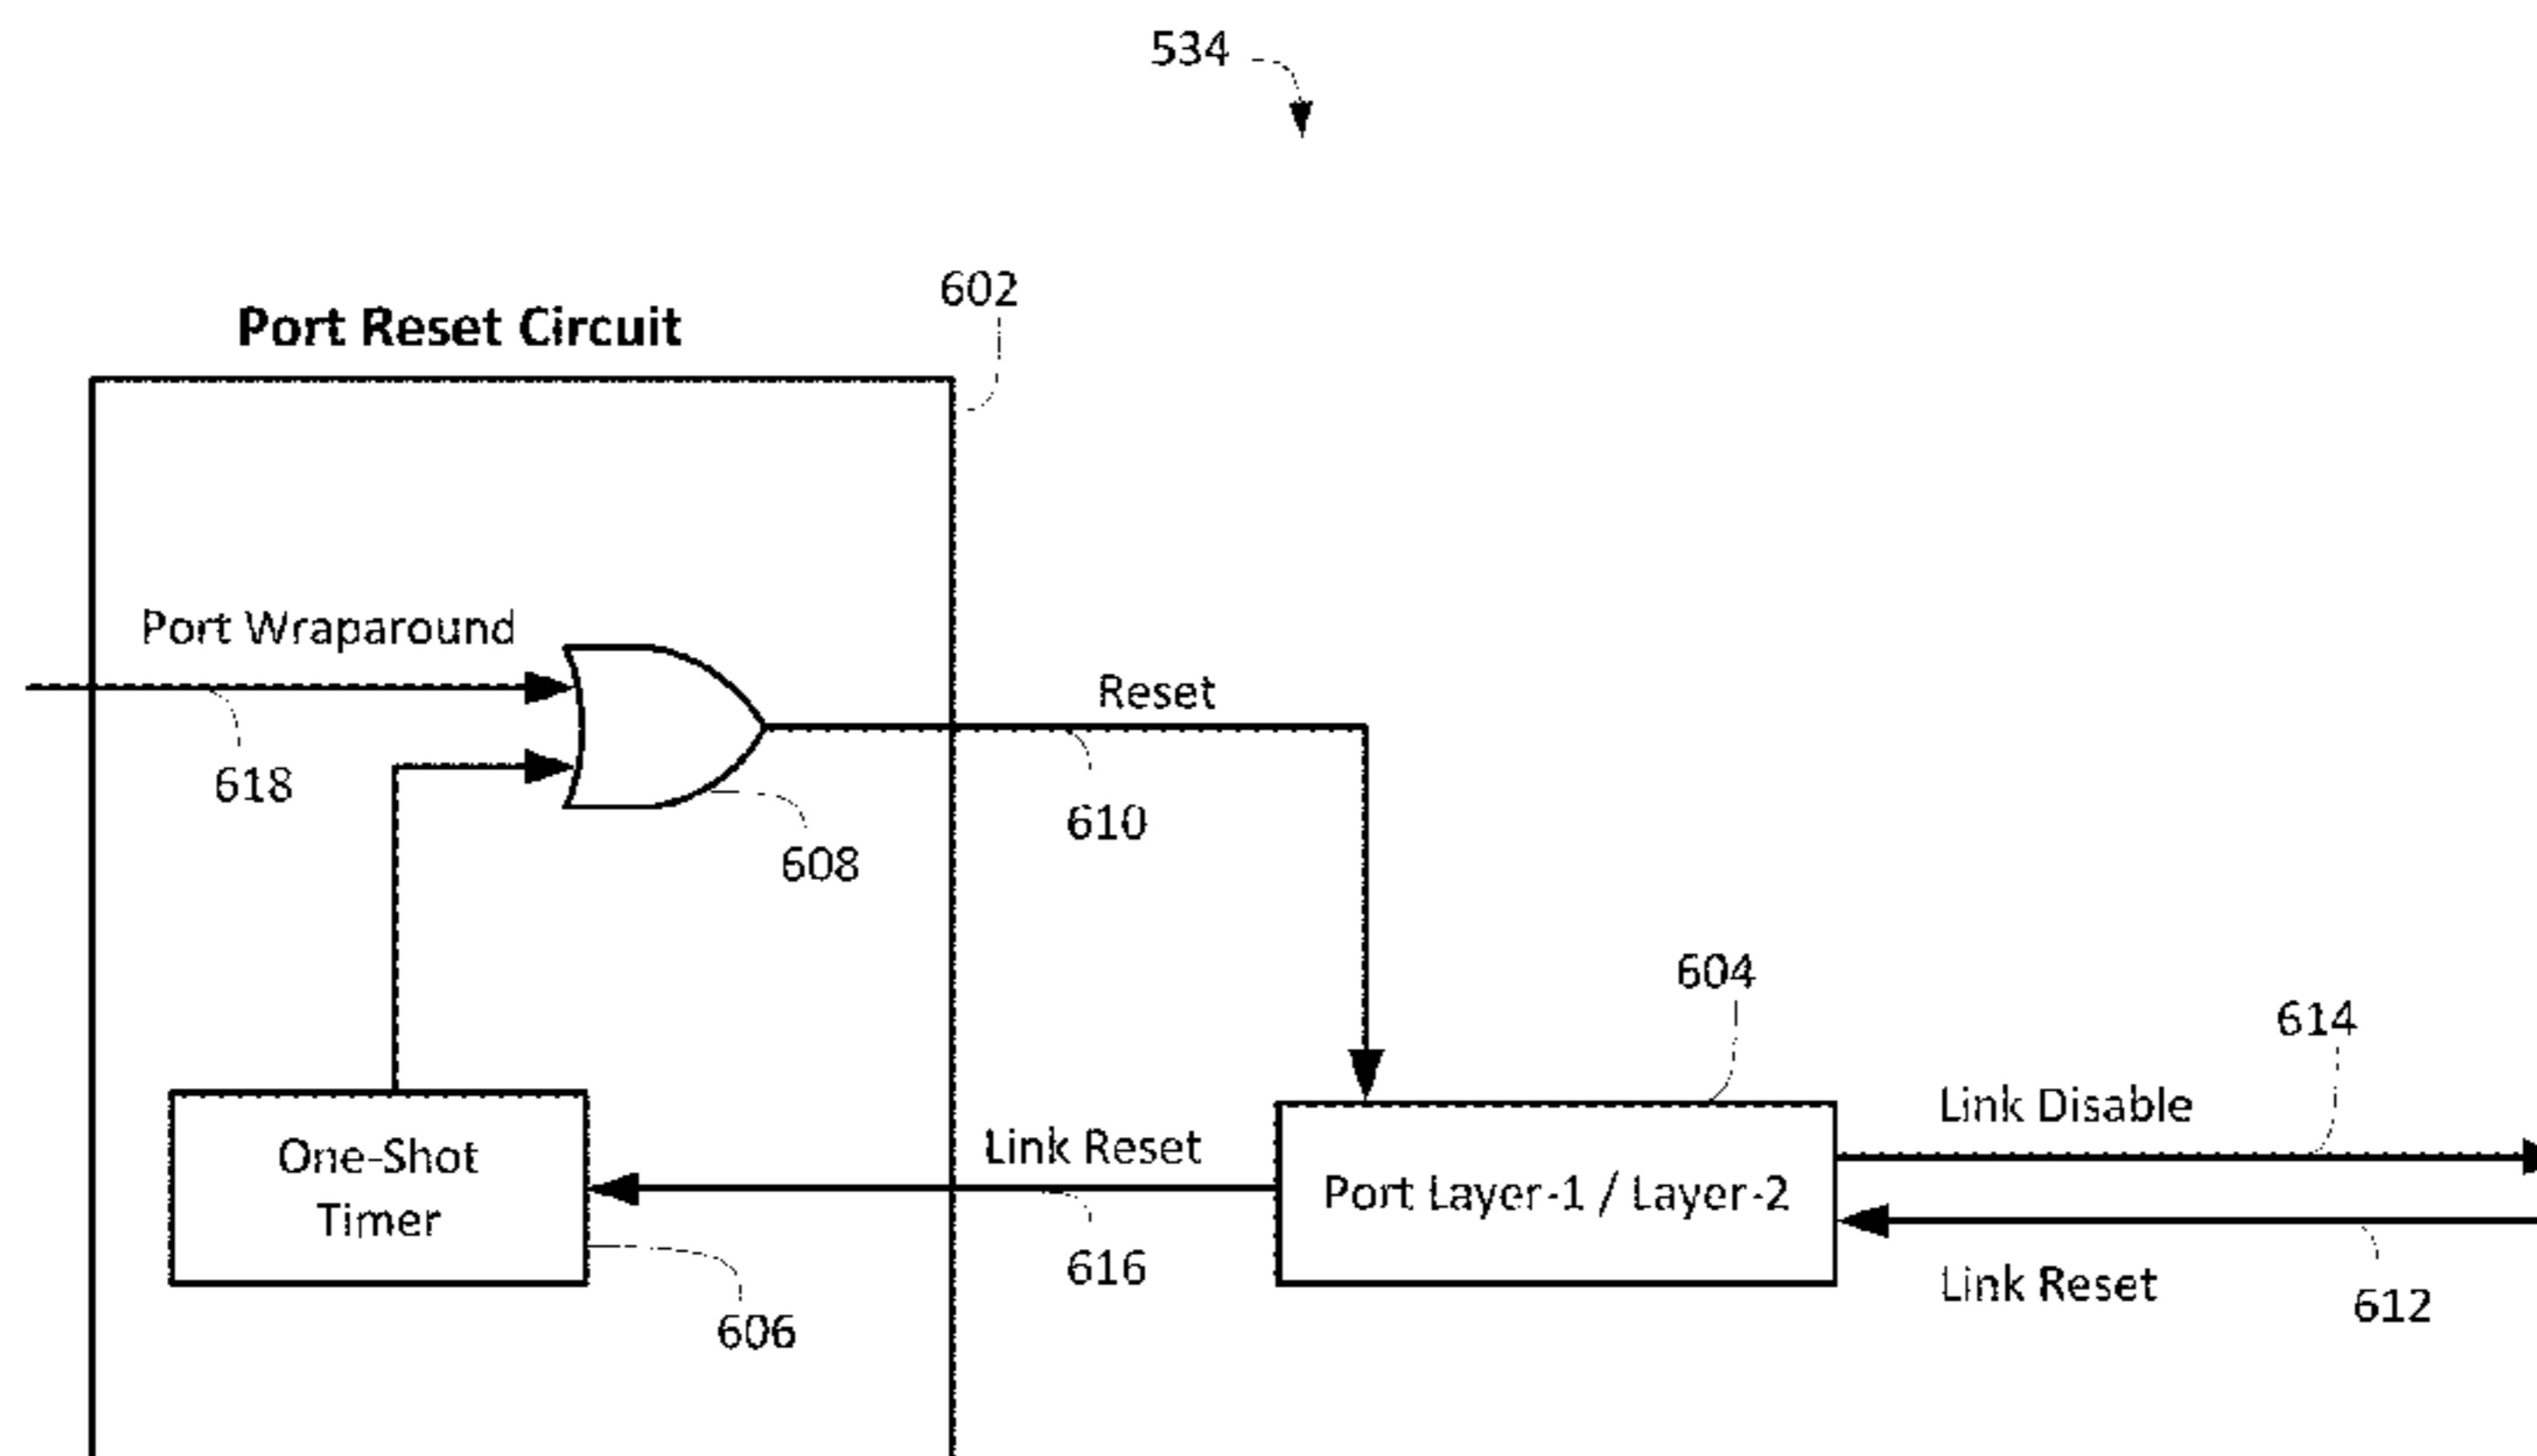 534
602
Port Reset Circuit
Port Wraparound
618
608
Reset
610
604
614
Link Disable
One-Shot
Timer
606
Link Reset
616
Port Layer-1 / Layer-2
Link Reset
612